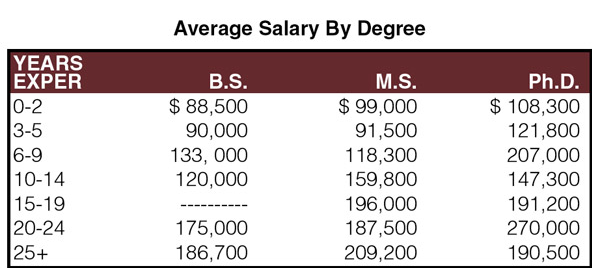 Average Salary By Degree
YEARS
EXPER B.S. M.S. Ph.D.
0-2 $ 88,500 $ 99,000 $ 108,300
3-5 90,000 91,500 121,800
6-9 133, 000 118,300 207,000
10-14 120,000 159,800 147,300
15-19 ---------- 196,000 191,200
20-24 175,000 187,500 270,000
25+ 186,700 209,200 190,500